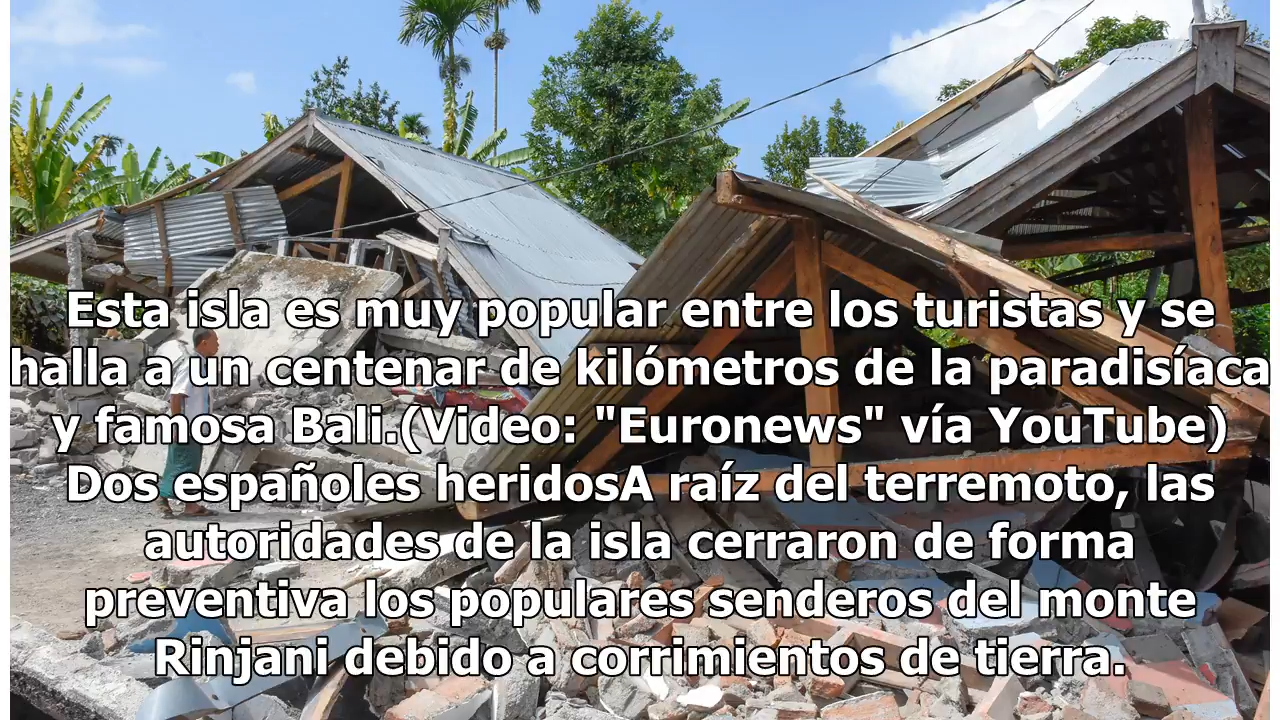 Esta isla es muy popular entre los turistas y se
halla a un centenar de kilómetros de la paradisíaca
y famosa Bali.(Video: "Euronews" vía YouTube)
Dos españoles heridosA raíz del terremoto, las
autoridades de la isla cerraron de forma
preventiva los populares senderos del monte
Rinjani debido a corrimientos de tierra.